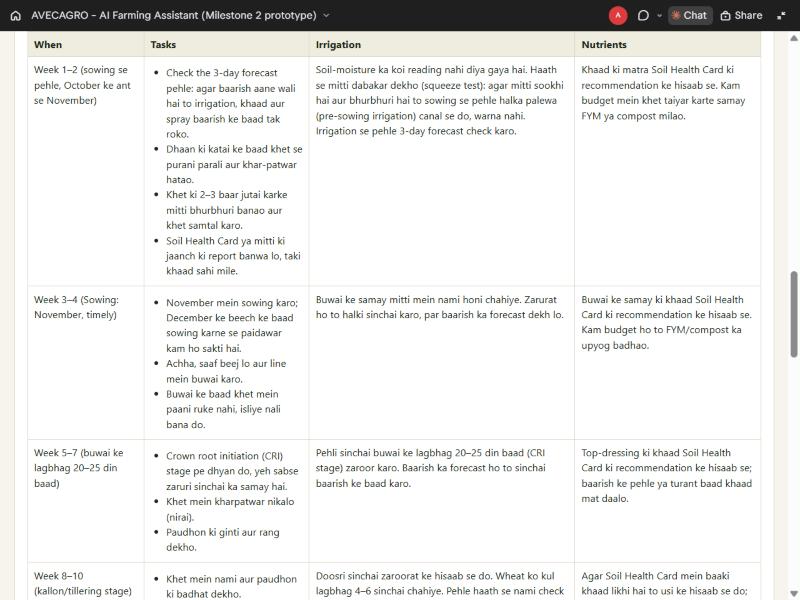 AVECAGRO - AI Farming Assistant (Milestone 2 prototype)
A
Chat
Share
When
Tasks
Irrigation
Nutrients
Week 1–2 (sowing se
pehle, October ke ant
se November)
Check the 3-day forecast
pehle: agar baarish aane wali
hai to irrigation, khaad aur
spray baarish ke baad tak
roko.
Dhaan ki katai ke baad khet se
purani parali aur khar-patwar
hatao.
Khet ki 2–3 baar jutai karke
mitti bhurbhuri banao aur
khet samtal karo.
Soil Health Card ya mitti ki
jaanch ki report banwa lo, taki
khaad sahi mile.
Soil-moisture ka koi reading nahi diya gaya hai. Haath
se mitti dabakar dekho (squeeze test): agar mitti sookhi
hai aur bhurbhuri hai to sowing se pehle halka palewa
(pre-sowing irrigation) canal se do, warna nahi.
Irrigation se pehle 3-day forecast check karo.
Khaad ki matra Soil Health Card ki
recommendation ke hisaab se. Kam
budget mein khet taiyar karte samay
FYM ya compost milao.
Week 3–4 (Sowing:
November, timely)
November mein sowing karo;
December ke beech ke baad
sowing karne se paidawar
kam ho sakti hai.
Achha, saaf beej lo aur line
mein buwai karo.
Buwai ke baad khet mein
paani ruke nahi, isliye nali
bana do.
Buwai ke samay mitti mein nami honi chahiye. Zarurat
ho to halki sinchai karo, par baarish ka forecast dekh lo.
Buwai ke samay ki khaad Soil Health
Card ki recommendation ke hisaab se.
Kam budget ho to FYM/compost ka
upyog badhao.
Week 5–7 (buwai ke
lagbhag 20–25 din
baad)
Crown root initiation (CRI)
stage pe dhyan do, yeh sabse
zaruri sinchai ka samay hai.
Khet mein kharpatwar nikalo
(nirai).
Paudhon ki ginti aur rang
dekho.
Pehli sinchai buwai ke lagbhag 20–25 din baad (CRI
stage) zaroor karo. Baarish ka forecast ho to sinchai
baarish ke baad karo.
Top-dressing ki khaad Soil Health
Card ki recommendation ke hisaab se;
baarish ke pehle ya turant baad khaad
mat daalo.
Week 8–10
(kallon/tillering stage)
Khet mein nami aur paudhon
ki badhat dekho.
Doosri sinchai zaroorat ke hisaab se do. Wheat ko kul
lagbhag 4–6 sinchai chahiye. Pehle haath se nami check
Agar Soil Health Card mein baaki
khaad likhi hai to usi ke hisaab se do;